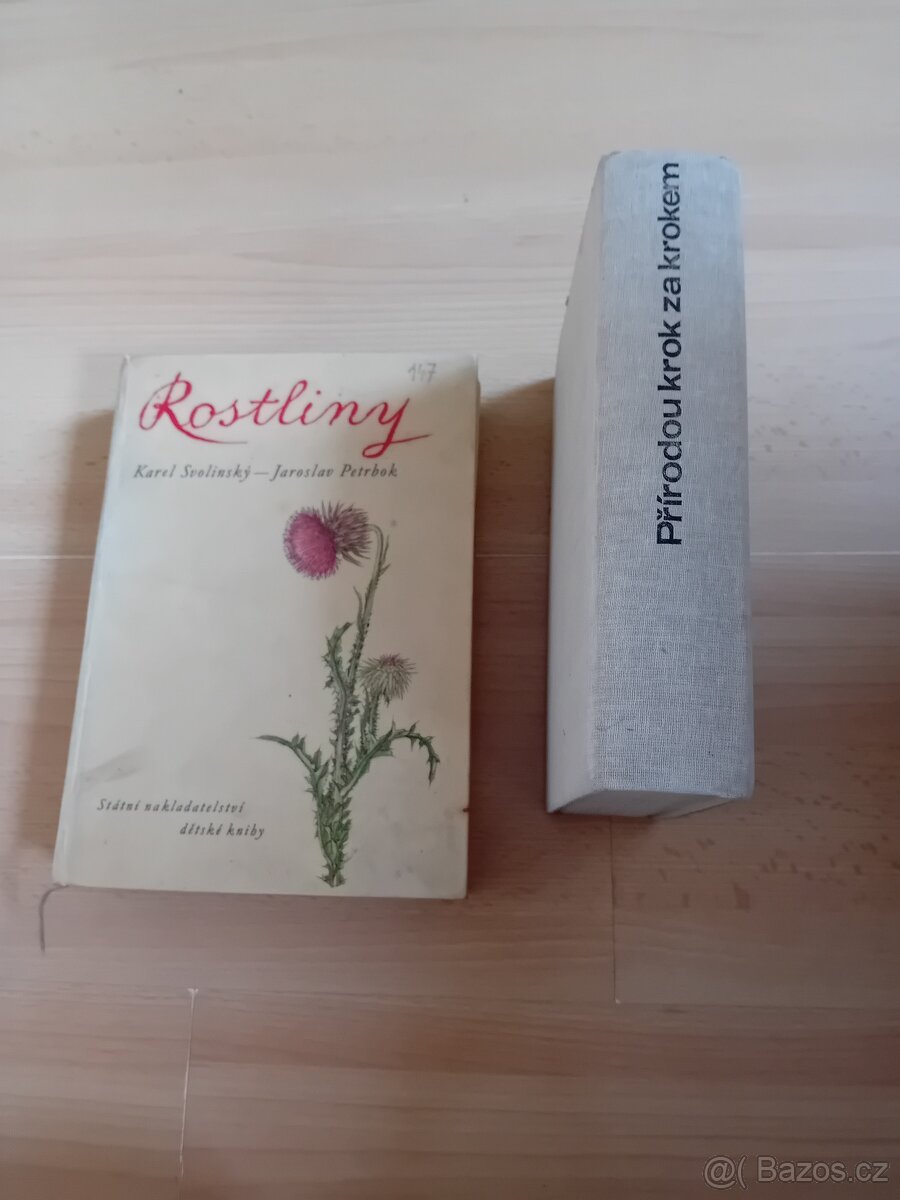 147
Rostliny
Karel Svolinský — Jaroslav Petrbok
Státní nakladatelství
dětské knihy
Přírodou krok za krokem
@( Bazos.cz